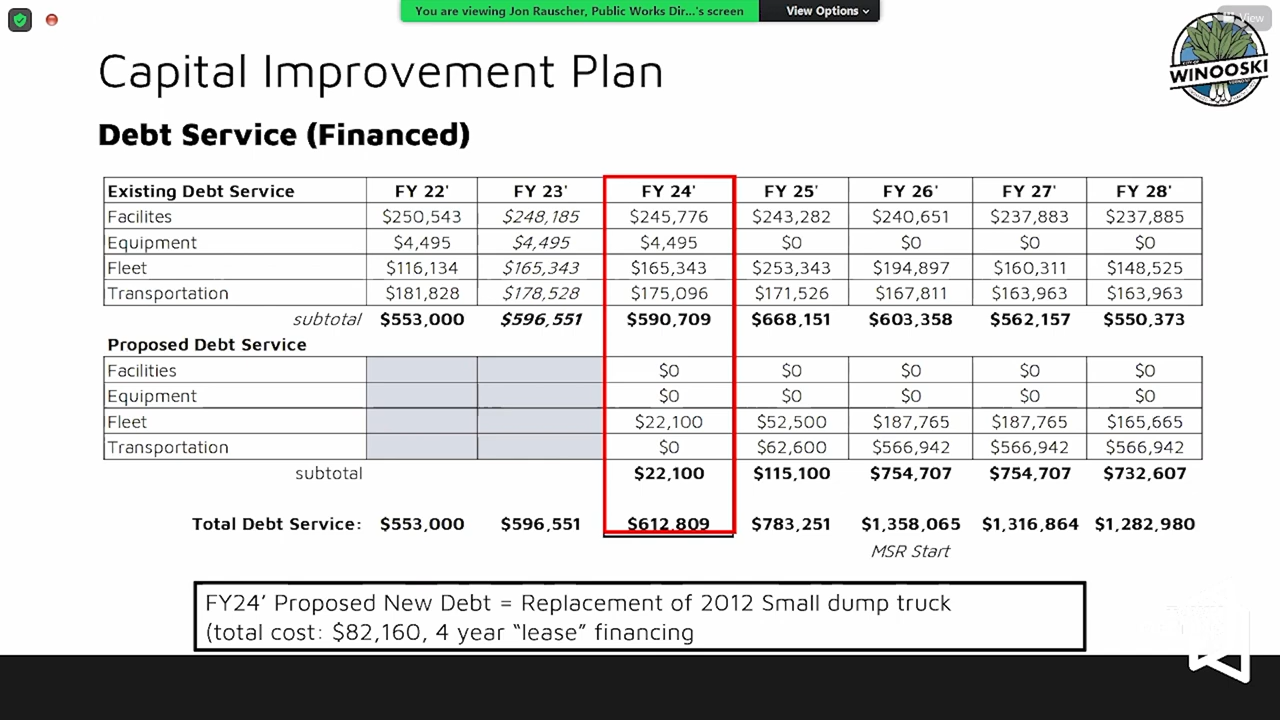 You are viewing Jon Rauscher, Public Works Dir...'s screen
View Options
View
WINOOSKI
Capital Improvement Plan
Debt Service (Financed)
Existing Debt Service FY 22' FY 23' FY 24' FY 25' FY 26' FY 27' FY 28'
Facilites $250,543 $248,185 $245,776 $243,282 $240,651 $237,883 $237,885
Equipment $4,495 $4,495 $4,495 $0 $0 $0 $0
Fleet $116,134 $165,343 $165,343 $253,343 $194,897 $160,311 $148,525
Transportation $181,828 $178,528 $175,096 $171,526 $167,811 $163,963 $163,963
subtotal $553,000 $596,551 $590,709 $668,151 $603,358 $562,157 $550,373
Proposed Debt Service
Facilities $0 $0 $0 $0 $0
Equipment $0 $0 $0 $0 $0
Fleet $22,100 $52,500 $187,765 $187,765 $165,665
Transportation $0 $62,600 $566,942 $566,942 $566,942
subtotal $22,100 $115,100 $754,707 $754,707 $732,607
Total Debt Service: $553,000 $596,551 $612,809 $783,251 $1,358,065 $1,316,864 $1,282,980
MSR Start
FY24’ Proposed New Debt = Replacement of 2012 Small dump truck
(total cost: $82,160, 4 year “lease” financing